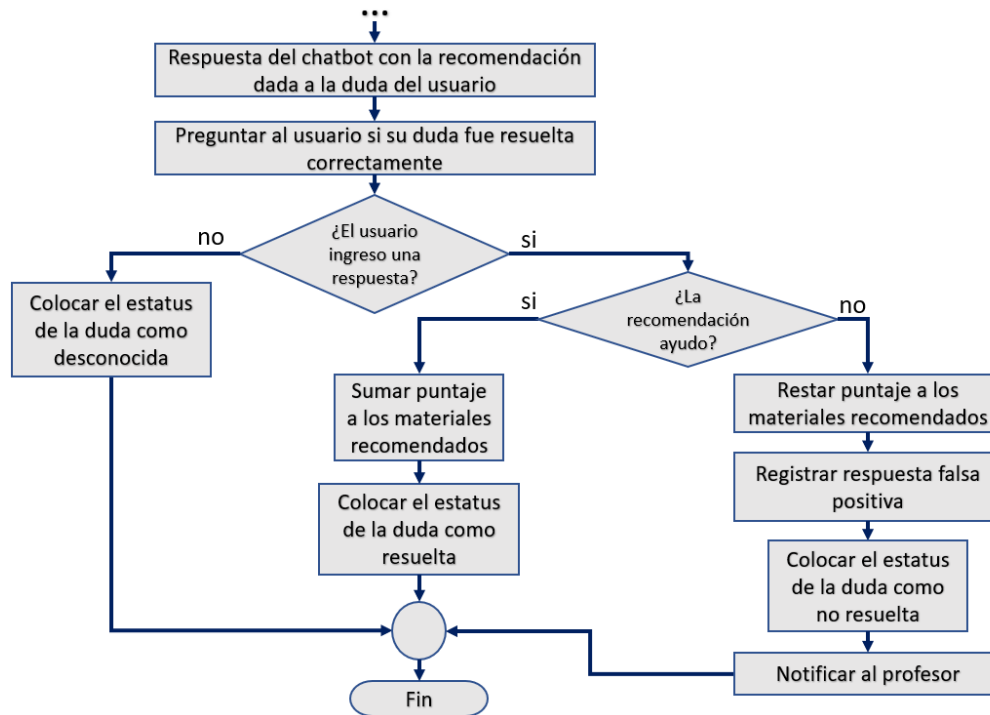 ...
Respuesta del chatbot con la recomendación
dada a la duda del usuario
Preguntar al usuario si su duda fue resuelta
correctamente
¿El usuario
ingreso una
respuesta?
no
si
Colocar el estatus
de la duda como
desconocida
¿La
recomendación
ayudo?
si
no
Sumar puntaje
a los materiales
recomendados
Restar puntaje a los
materiales recomendados
Colocar el estatus
de la duda como
resuelta
Registrar respuesta falsa
positiva
Colocar el estatus
de la duda como
no resuelta
Notificar al profesor
Fin